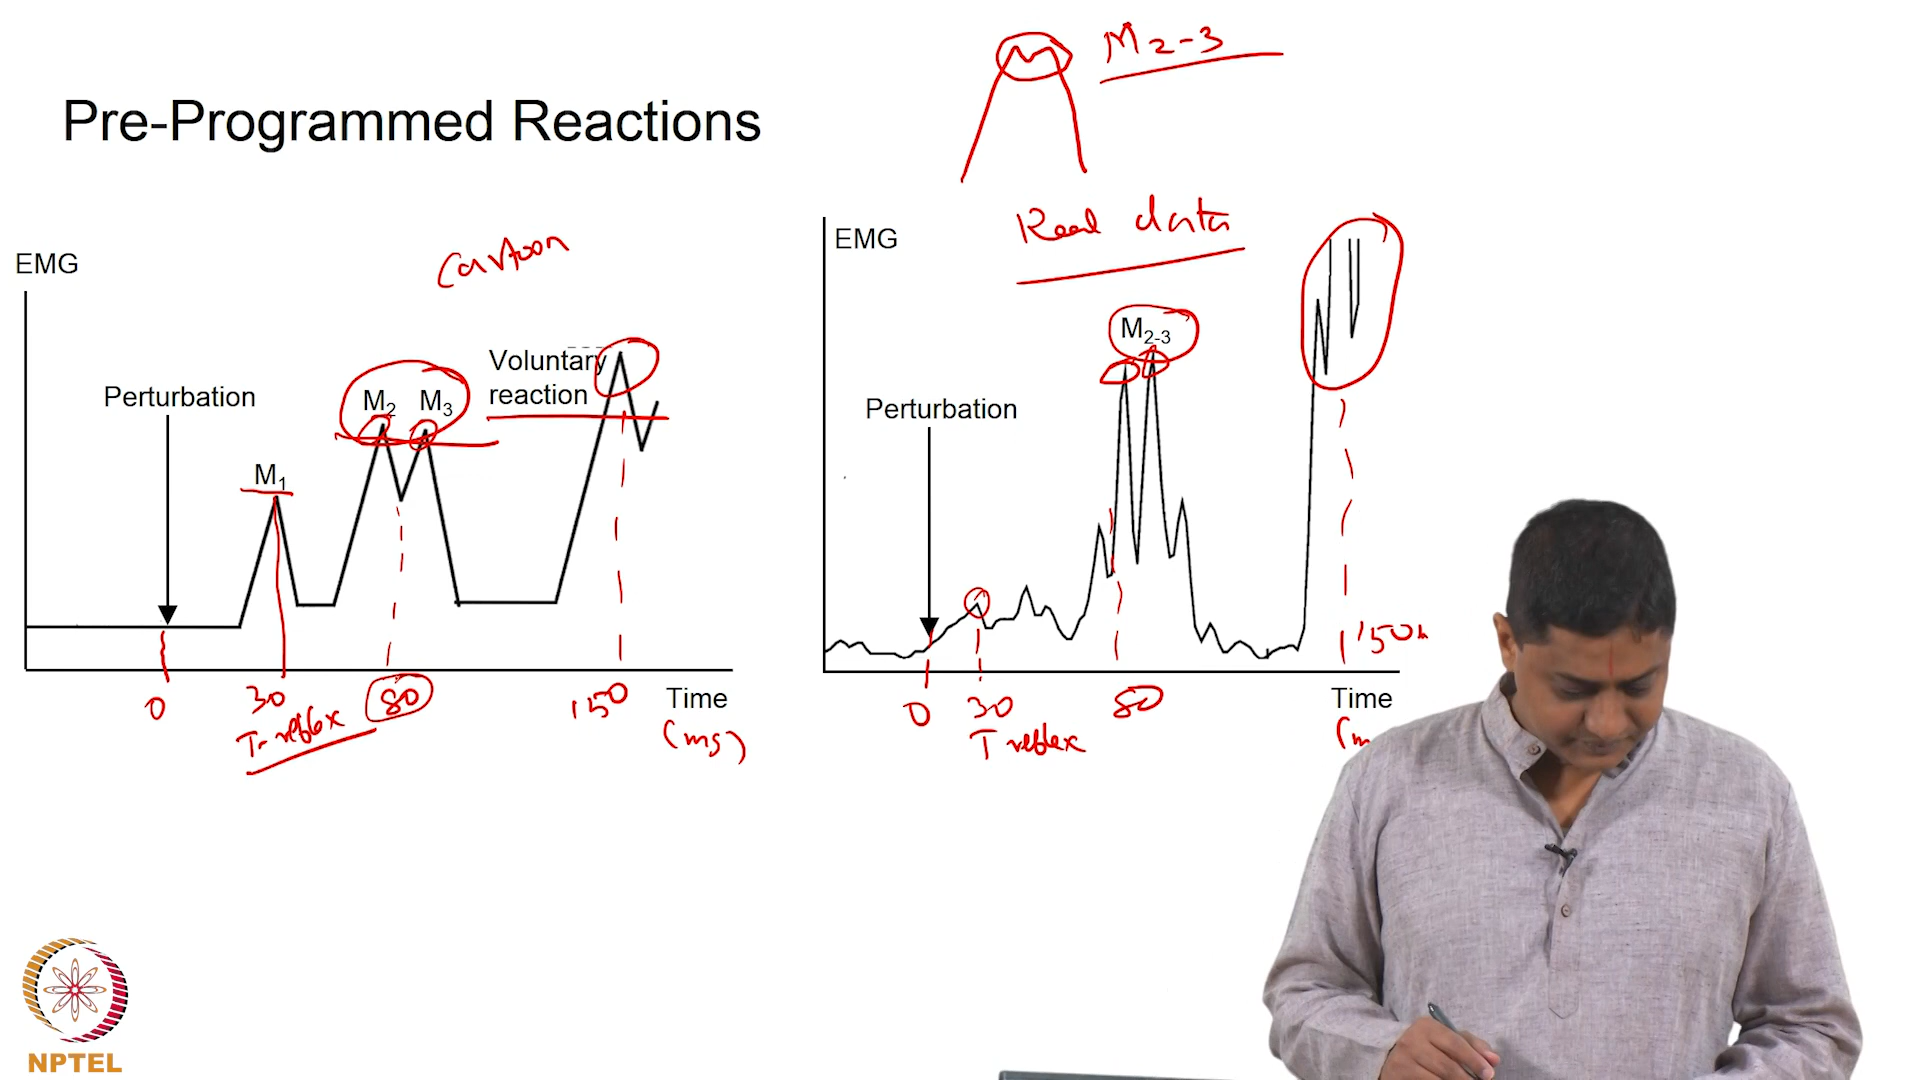 M2-3
Pre-Programmed Reactions
Real data
EMG
Cartoon
EMG
M2-3
Voluntary
reaction
Perturbation
M2 M3
Perturbation
M1
0 30 80 150 Time
(ms)
T-reflex
0 30 80 150 Time
T reflex
NPTEL